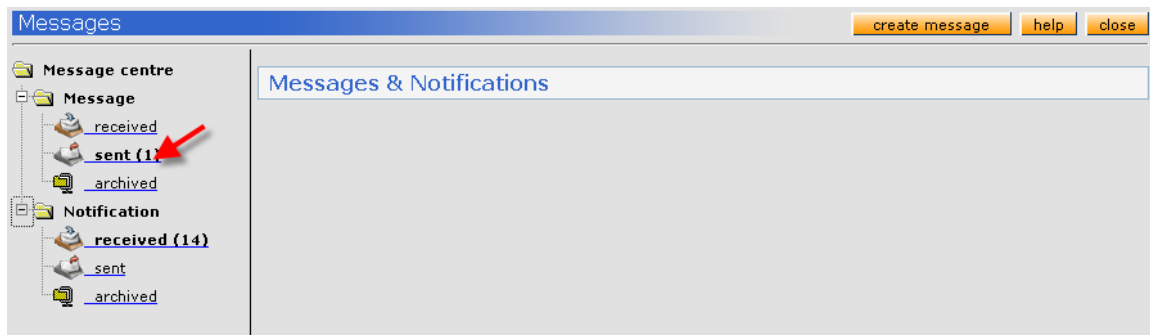 Messages
create message help close
Message centre
Messages & Notifications
Message
received
sent (1)
archived
Notification
received (14)
sent
archived